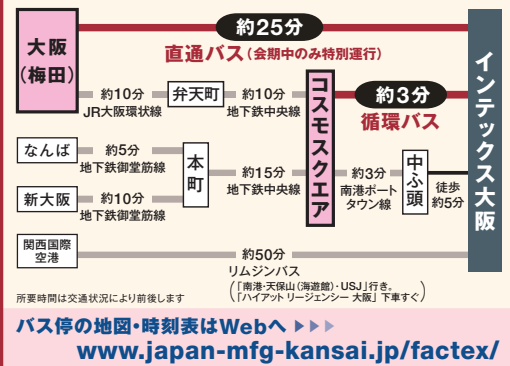 大阪
(梅田)
約25分
直通バス(会期中のみ特別運行)
約10分
JR大阪環状線
弁天町
約10分
地下鉄中央線
コスモスクエア
約3分
循環バス
インテックス大阪
なんば
約5分
地下鉄御堂筋線
新大阪
約10分
地下鉄御堂筋線
本町
約15分
地下鉄中央線
約3分
南港ポート
タウン線
中ふ頭
徒歩
約5分
関西国際
空港
約50分
リムジンバス
(「南港・天保山(海遊館)・USJ」行き。
「ハイアット リージェンシー 大阪」下車すぐ)
所要時間は交通状況により前後します
バス停の地図・時刻表はWebへ ▶▶▶
www.japan-mfg-kansai.jp/factex/